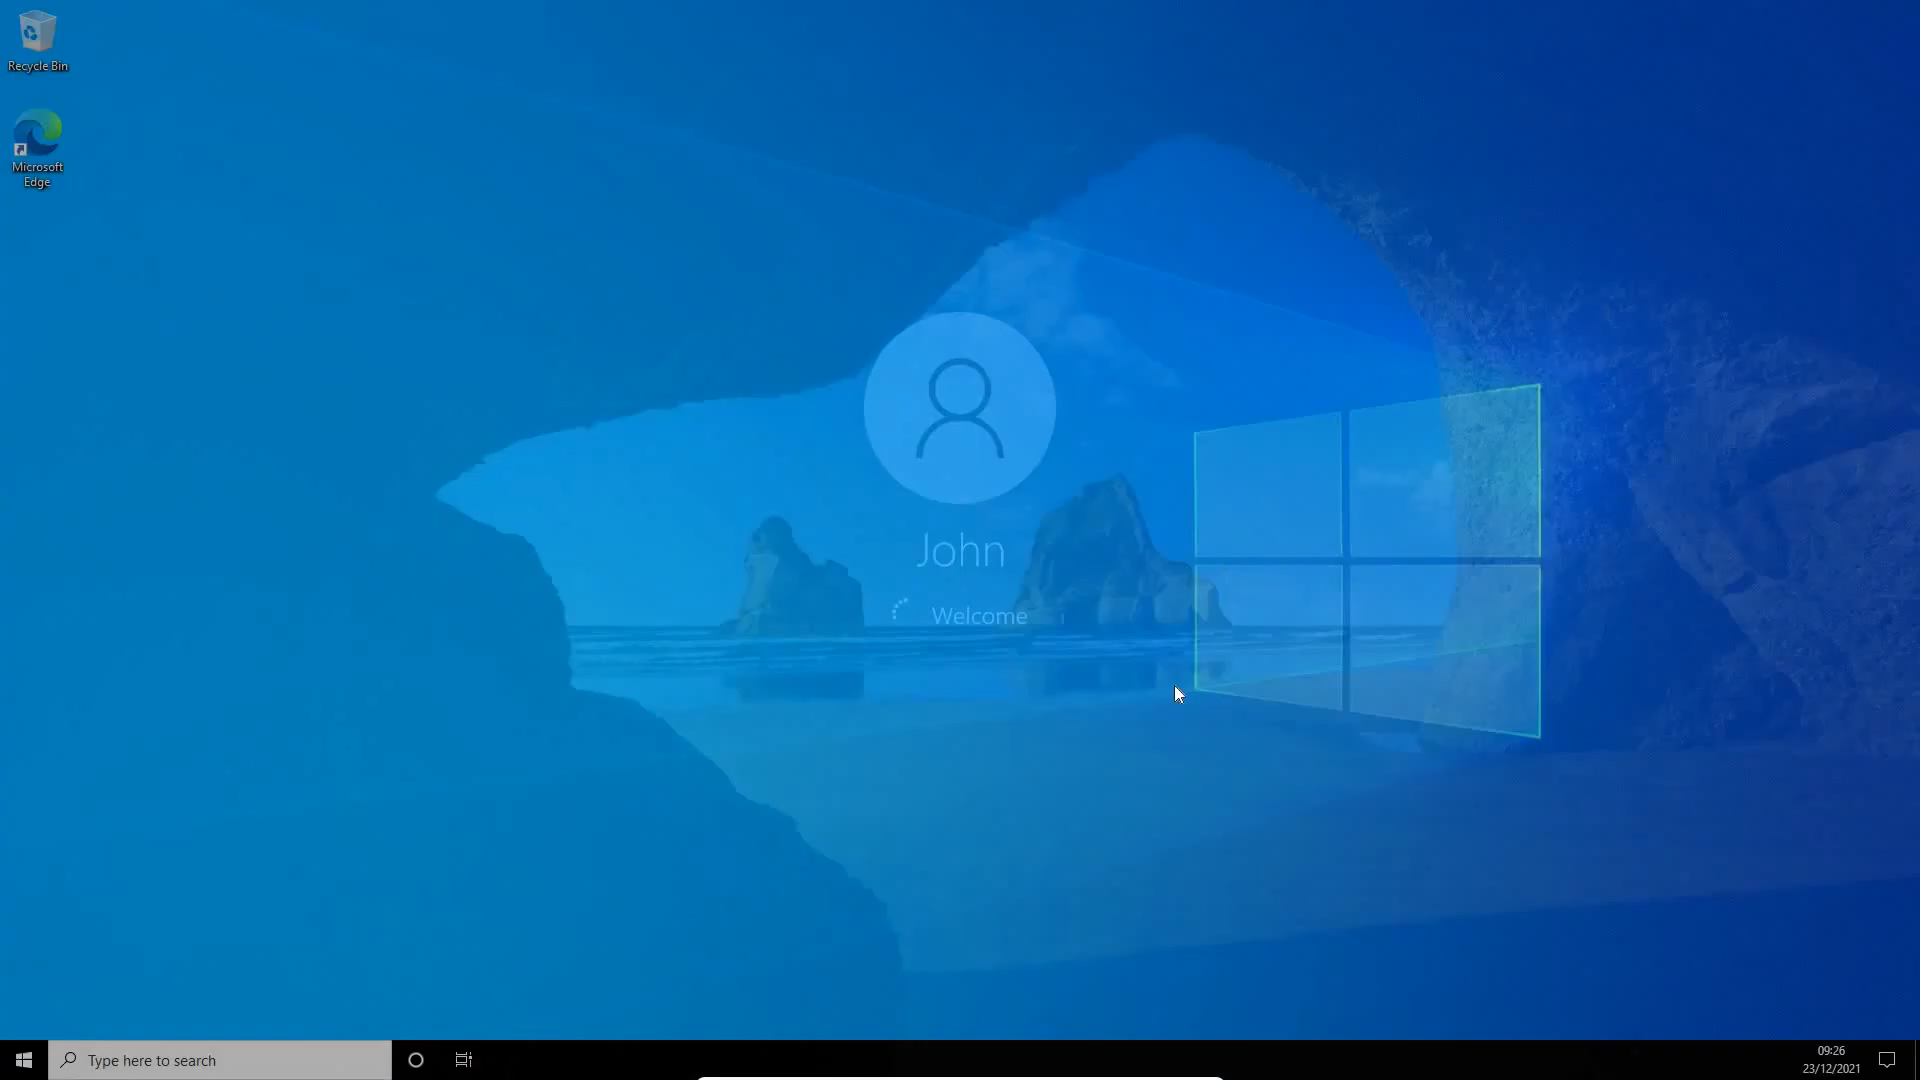 Recycle Bin
Microsoft
Edge
John
Welcome
Type here to search
09:26
23/12/2021